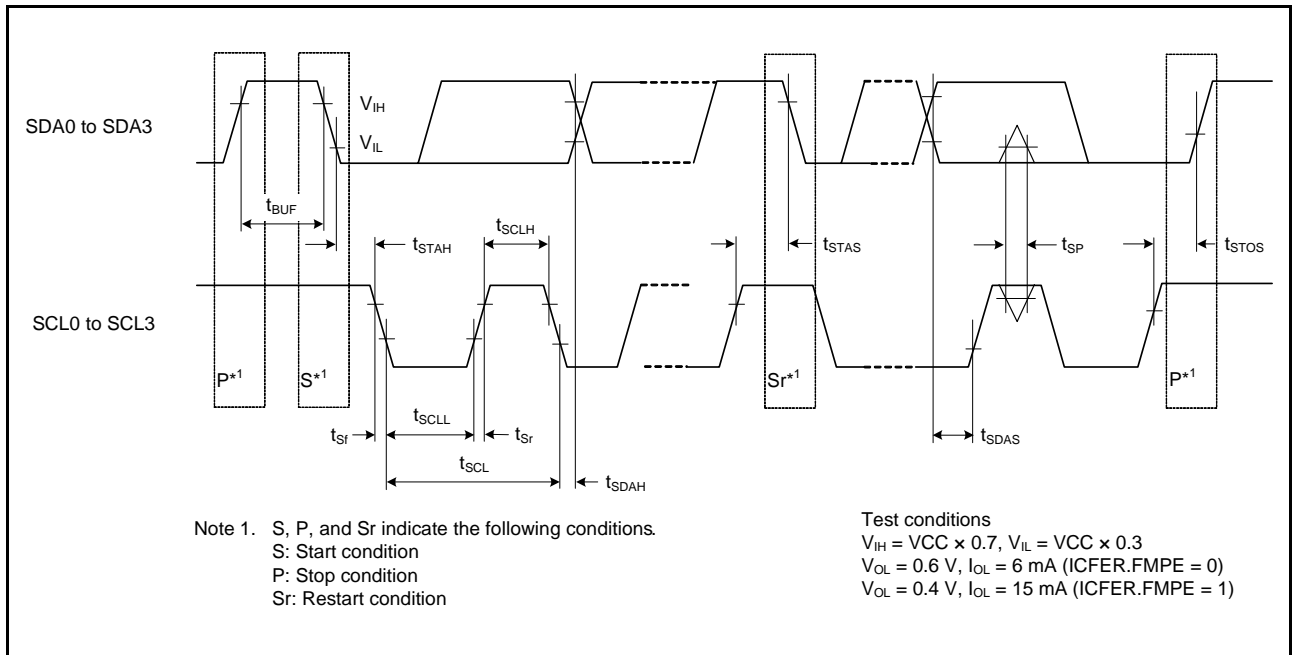 SDA0 to SDA3
VIH
VIL
tBUF
tSTAH
tSCLH
tSTAS
tSP
tSTOS
SCL0 to SCL3
P*1
S*1
Sr*1
P*1
tSf
tSCLL
tSr
tSCL
tSDAH
tSDAS
Note 1. S, P, and Sr indicate the following conditions.
S: Start condition
P: Stop condition
Sr: Restart condition
Test conditions
VIH = VCC × 0.7, VIL = VCC × 0.3
VOL = 0.6 V, IOL = 6 mA (ICFER.FMPE = 0)
VOL = 0.4 V, IOL = 15 mA (ICFER.FMPE = 1)